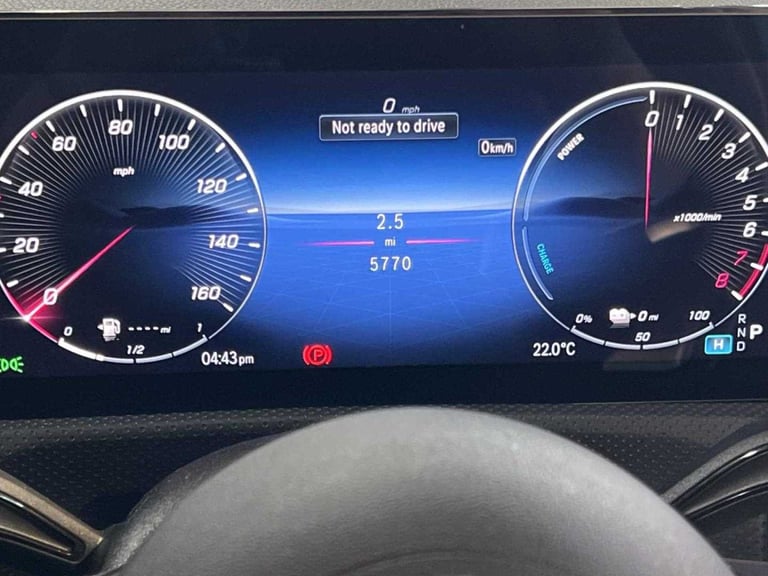 0 mph
Not ready to drive
0km/h
2.5
mi
5770
0
20
40
60
80
100
120
140
160
mph
0
1/2
1
----mi
04:43pm
P
22.0°C
POWER
CHARGE
0
1
2
3
4
5
6
7
8
x1000/min
0%
50
100
0 mi
R
N
D
P
H